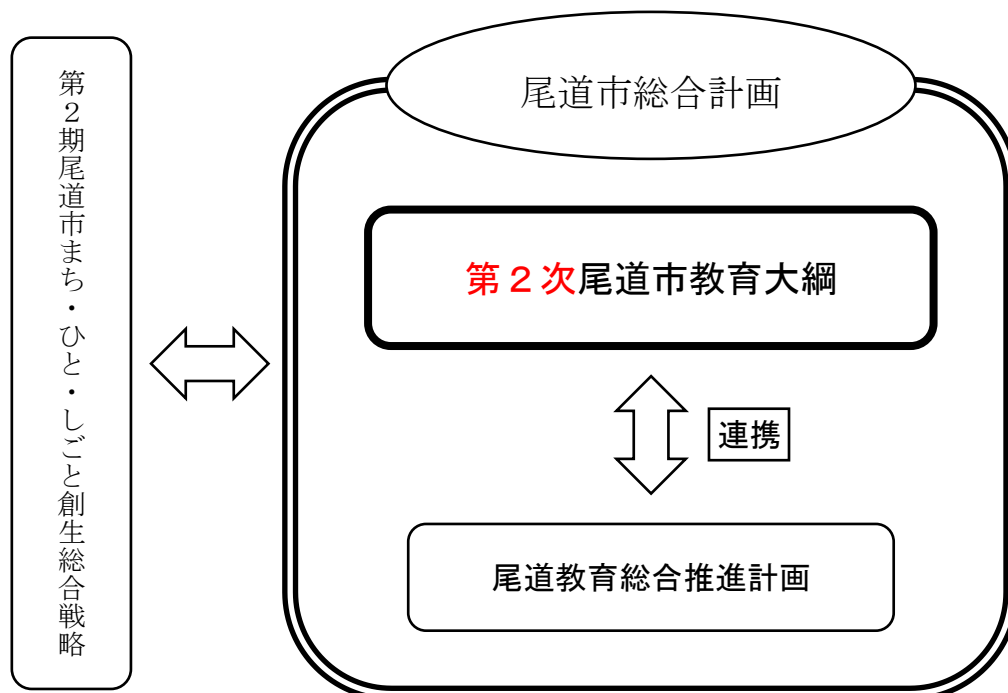 第２期尾道市まち・ひと・しごと創生総合戦略
尾道市総合計画
第２次尾道市教育大綱
連携
尾道教育総合推進計画